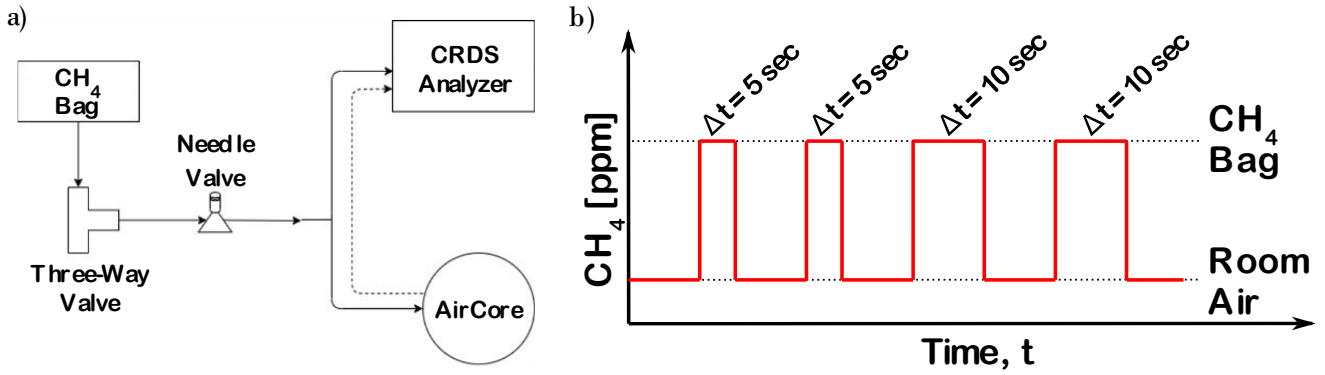 a)
CH4
Bag
Three-Way
Valve
Needle
Valve
CRDS
Analyzer
AirCore
b)
CH4 [ppm]
Δt = 5 sec
Δt = 5 sec
Δt = 10 sec
Δt = 10 sec
CH4
Bag
Room
Air
Time, t